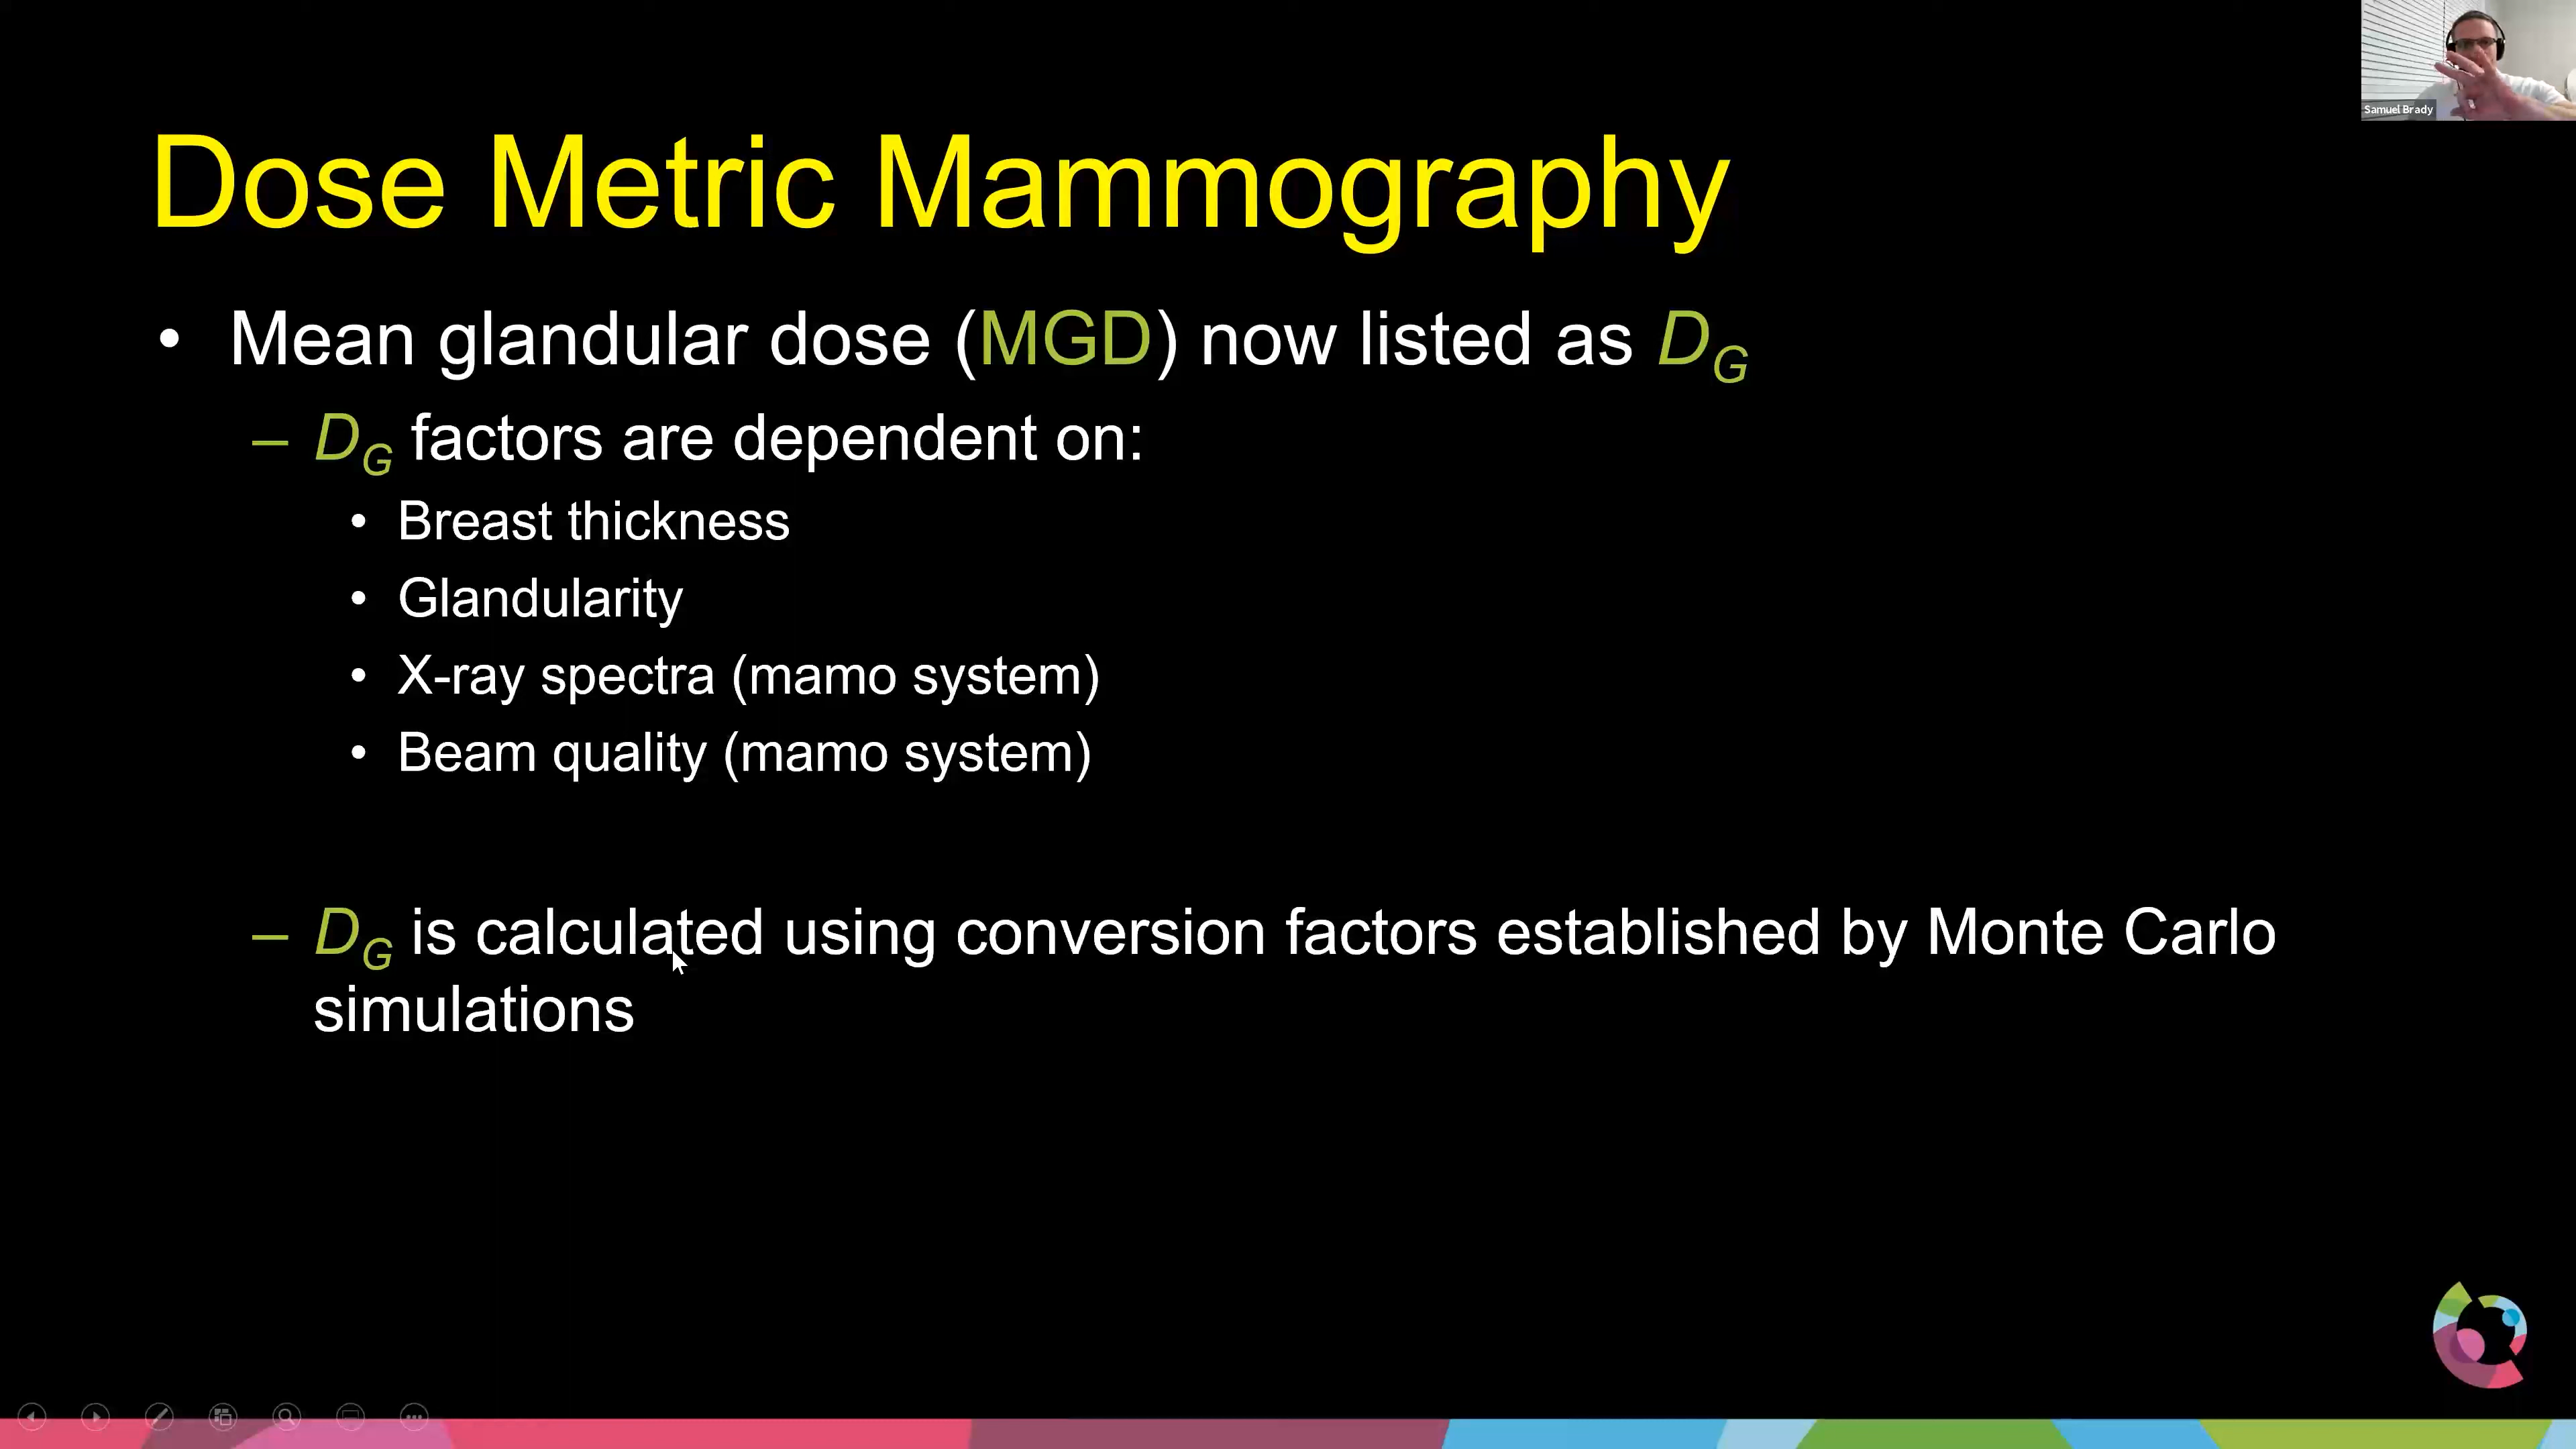 Samuel Brady
Dose Metric Mammography
• Mean glandular dose (MGD) now listed as DG
– DG factors are dependent on:
• Breast thickness
• Glandularity
• X-ray spectra (mamo system)
• Beam quality (mamo system)
– DG is calculated using conversion factors established by Monte Carlo
simulations